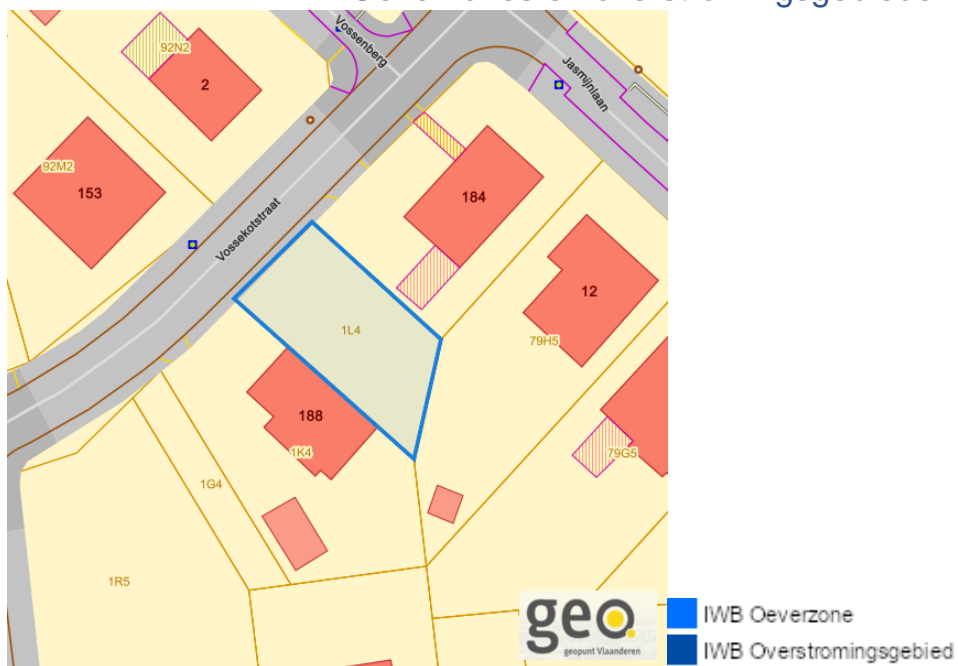 Vossenberg
92N2
2
Jasmijnlaan
92M2
153
184
Vossekotstraat
12
1L4
79H5
188
1K4
79G5
1G4
1R5
geo
geopunt Vlaanderen
IWB Oeverzone
IWB Overstromingsgebied